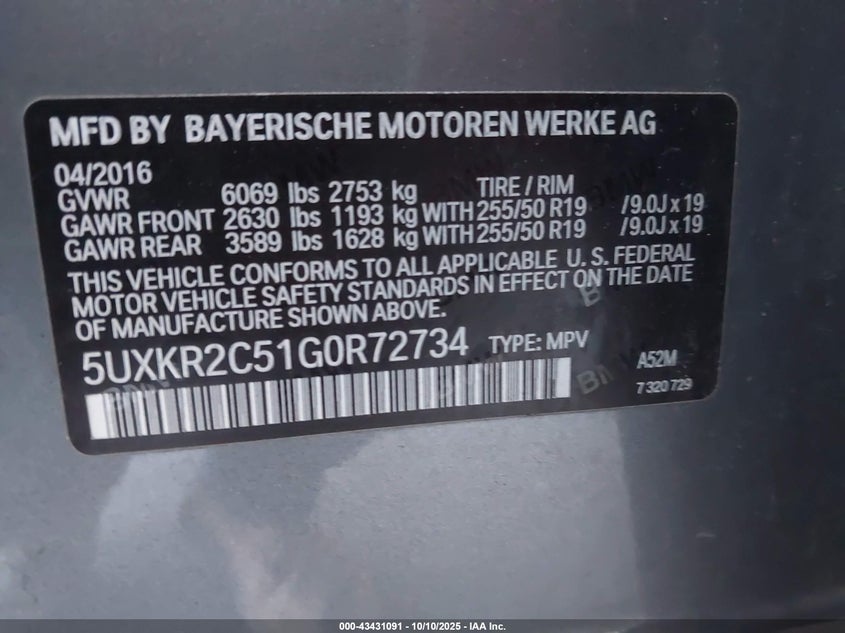 MFD BY BAYERISCHE MOTOREN WERKE AG
04/2016
GVWR 6069 lbs 2753 kg TIRE / RIM
GAWR FRONT 2630 lbs 1193 kg WITH 255/50 R19 /9.0J x 19
GAWR REAR 3589 lbs 1628 kg WITH 255/50 R19 /9.0J x 19
THIS VEHICLE CONFORMS TO ALL APPLICABLE U. S. FEDERAL
MOTOR VEHICLE SAFETY STANDARDS IN EFFECT ON THE DATE
OF MANUFACTURE SHOWN ABOVE.
5UXKR2C51G0R72734 TYPE: MPV A52M
7 320 729
000-43431091 - 10/10/2025 - IAA Inc.